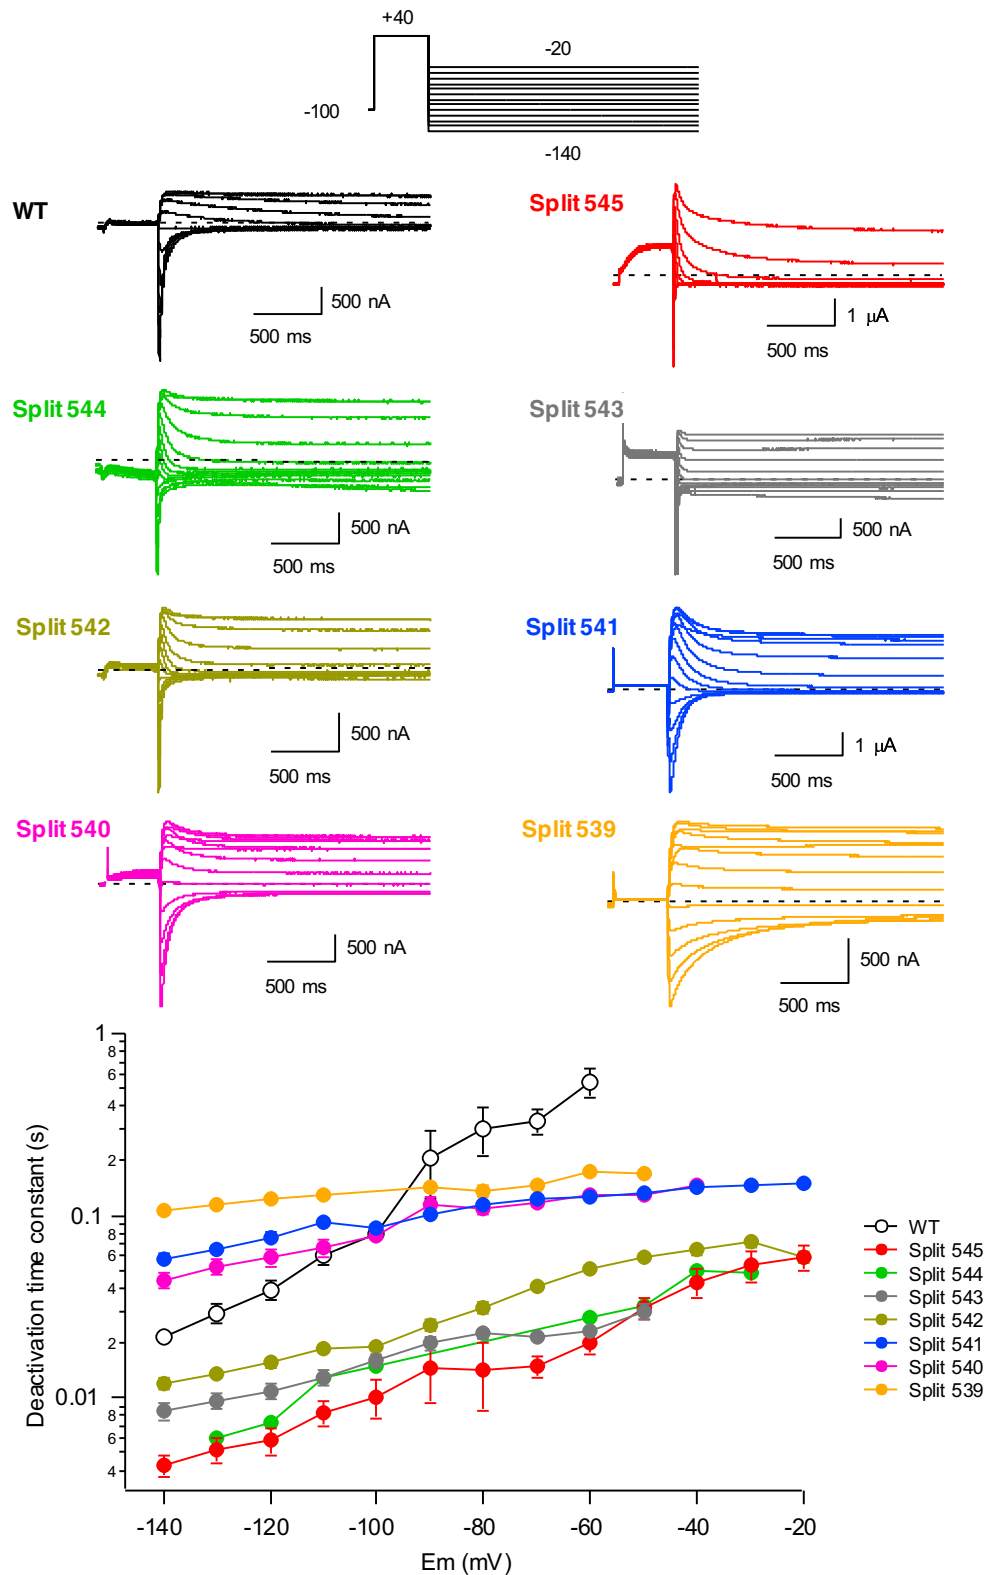 +40
-20
-100
-140
WT
Split 545
500 nA
500 ms
1 μA
500 ms
Split 544
Split 543
500 nA
500 ms
500 nA
500 ms
Split 542
Split 541
500 nA
500 ms
1 μA
500 ms
Split 540
Split 539
500 nA
500 ms
500 nA
500 ms
Deactivation time constant (s)
1
8
6
4
2
0.1
8
6
4
2
0.01
8
6
4
-140
-120
-100
-80
-60
-40
-20
Em (mV)
WT
Split 545
Split 544
Split 543
Split 542
Split 541
Split 540
Split 539